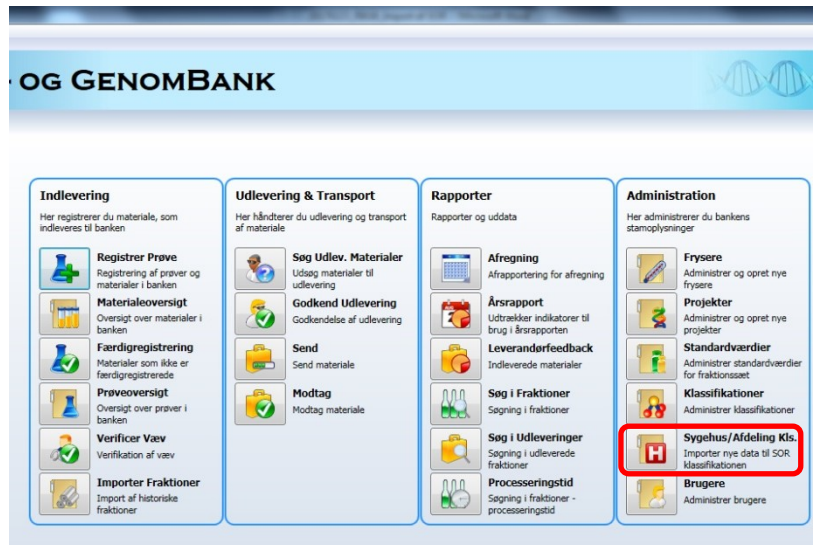 OG GENOMBANK
Indlevering
Her registrerer du materiale, som
indleveres til banken
Registrer Prøve
Registrering af prøver og
materialer i banken
Materialeoversigt
Oversigt over materialer i
banken
Færdigregistrering
Materialer som ikke er
færdigregistrerede
Prøveoversigt
Oversigt over prøver i
banken
Verificer Væv
Verifikation af væv
Importer Fraktioner
Import af historiske
fraktioner
Udlevering & Transport
Her håndterer du udlevering og transport
af materiale
Søg Udlev. Materialer
Udsøg materialer til
udlevering
Godkend Udlevering
Godkendelse af udlevering
Send
Send materiale
Modtag
Modtag materiale
Rapporter
Rapporter og uddata
Afregning
Afrapportering for afregning
Årsrapport
Udtrækker indikatorer til
brug i årsrapporten
Leverandørfeedback
Indleverede materialer
Søg i Fraktioner
Søgning i fraktioner
Søg i Udleveringer
Søgning i udleverede
fraktioner
Processeringstid
Søgning i fraktioner -
processeringstid
Administration
Her administrerer du bankens
stamoplysninger
Frysere
Administrer og opret nye
frysere
Projekter
Administrer og opret nye
projekter
Standardværdier
Administrer standardværdier
for fraktionssæt
Klassifikationer
Administrer klassifikationer
Sygehus/Afdeling Kls.
Importer nye data til SOR
klassifikationen
Brugere
Administrer brugere